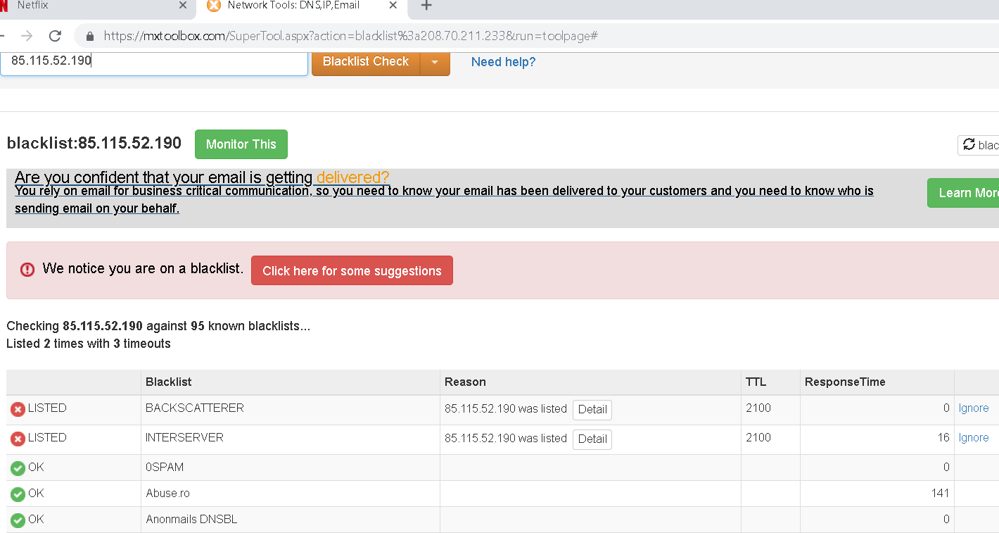 Netflix
Network Tools: DNS,IP,Email
https://mxtoolbox.com/SuperTool.aspx?action=blacklist%3a208.70.211.233&run=toolpage#
85.115.52.190 Blacklist Check Need help?
blacklist:85.115.52.190 Monitor This blac
Are you confident that your email is getting delivered?
You rely on email for business critical communication, so you need to know your email has been delivered to your customers and you need to know who is
sending email on your behalf.
Learn More
We notice you are on a blacklist. Click here for some suggestions
Checking 85.115.52.190 against 95 known blacklists...
Listed 2 times with 3 timeouts
Blacklist Reason TTL ResponseTime
LISTED BACKSCATTERER 85.115.52.190 was listed Detail 2100 0 Ignore
LISTED INTERSERVER 85.115.52.190 was listed Detail 2100 16 Ignore
OK 0SPAM 0
OK Abuse.ro 141
OK Anonmails DNSBL 0